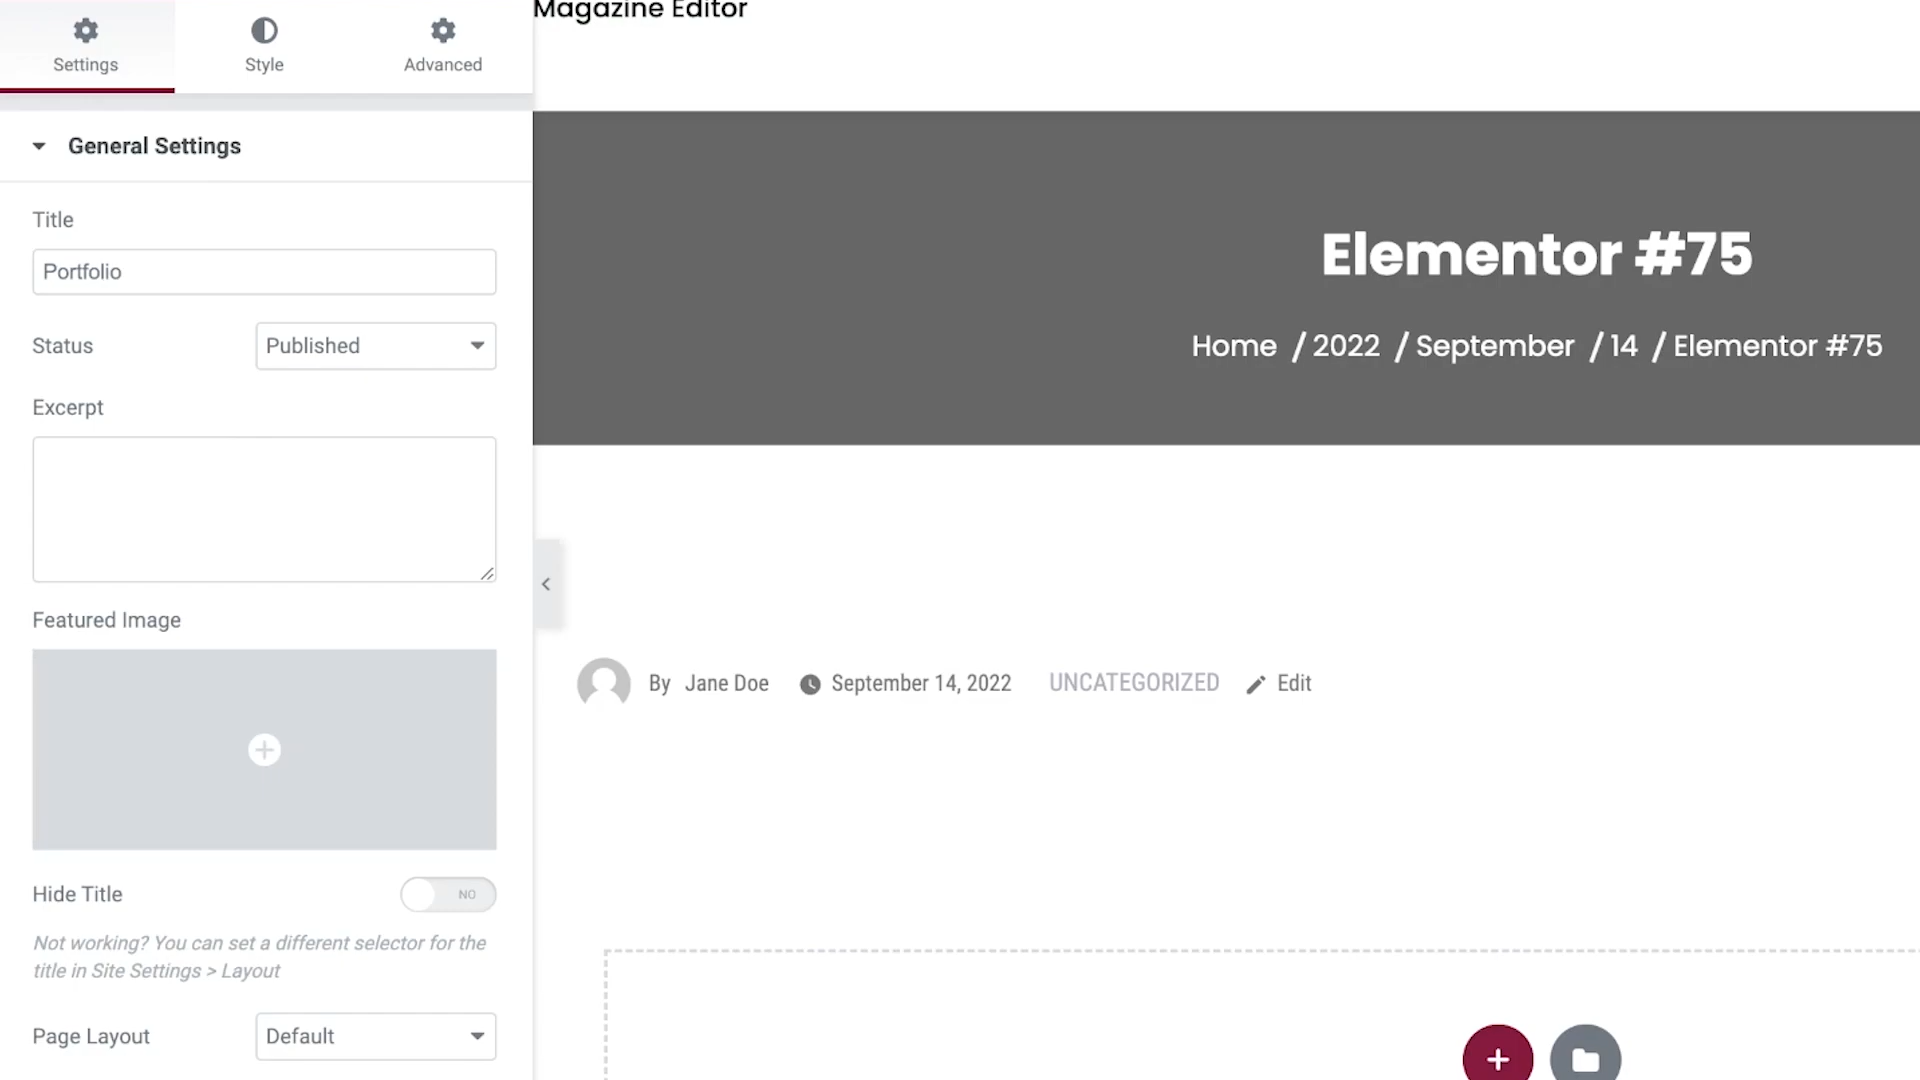 Magazine Editor
Settings
Style
Advanced
General Settings
Title
Portfolio
Status
Published
Excerpt
Featured Image
Hide Title
NO
Not working? You can set a different selector for the
title in Site Settings > Layout
Page Layout
Default
Elementor #75
Home / 2022 / September / 14 / Elementor #75
By Jane Doe September 14, 2022 UNCATEGORIZED Edit